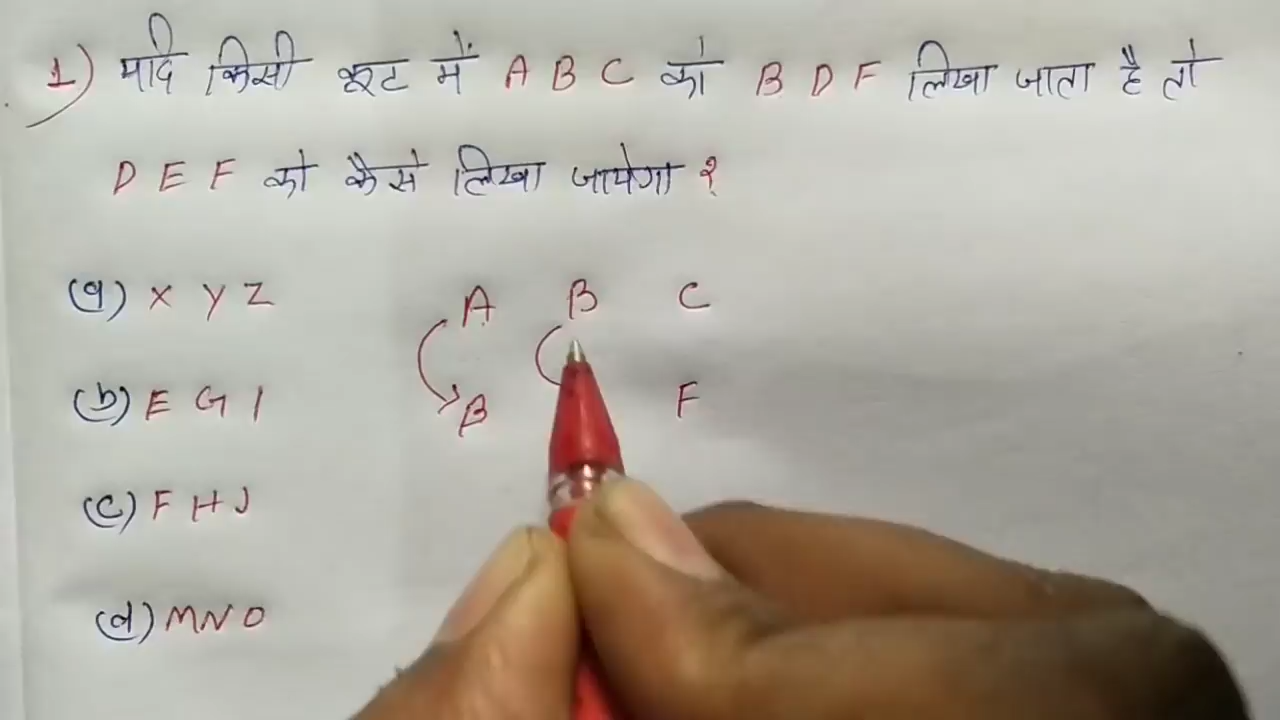 1) यदि किसी कूट में A B C को B D F लिखा जाता है तो
D E F को कैसे लिखा जायेगा ?
(a) X Y Z
(b) E G I
(c) F H J
(d) M N O
A B C
B F